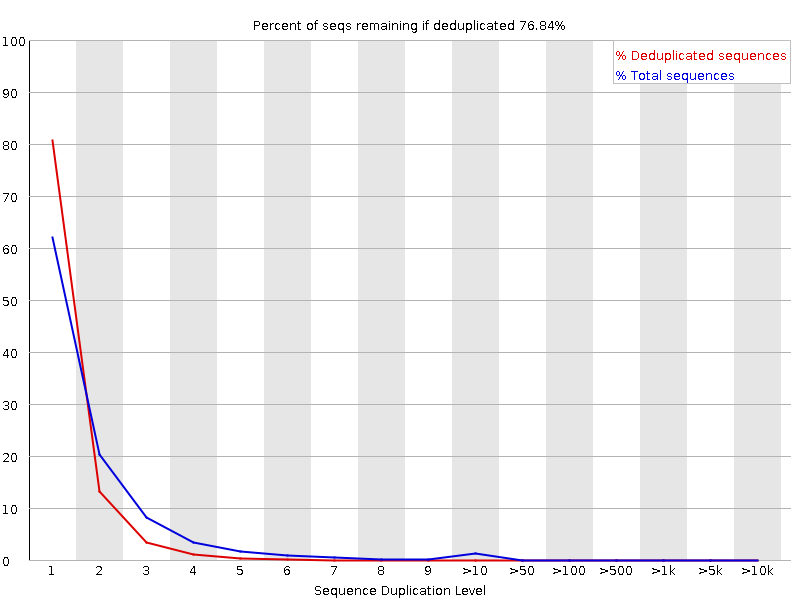 Percent of seqs remaining if deduplicated 76.84%
% Deduplicated sequences
% Total sequences
100
90
80
70
60
50
40
30
20
10
0
1 2 3 4 5 6 7 8 9 >10 >50 >100 >500 >1k >5k >10k
Sequence Duplication Level